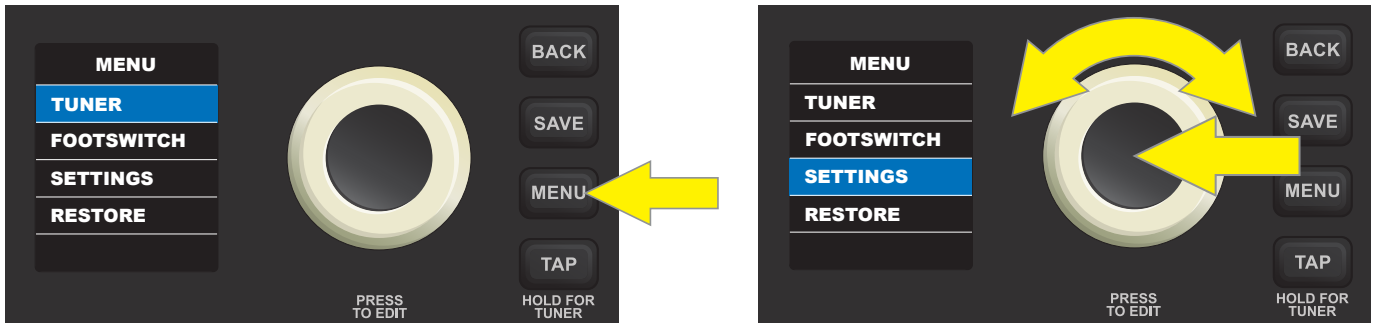 MENU
TUNER
FOOTSWITCH
SETTINGS
RESTORE
BACK
SAVE
MENU
TAP
PRESS
TO EDIT
HOLD FOR
TUNER
MENU
TUNER
FOOTSWITCH
SETTINGS
RESTORE
BACK
SAVE
MENU
TAP
PRESS
TO EDIT
HOLD FOR
TUNER